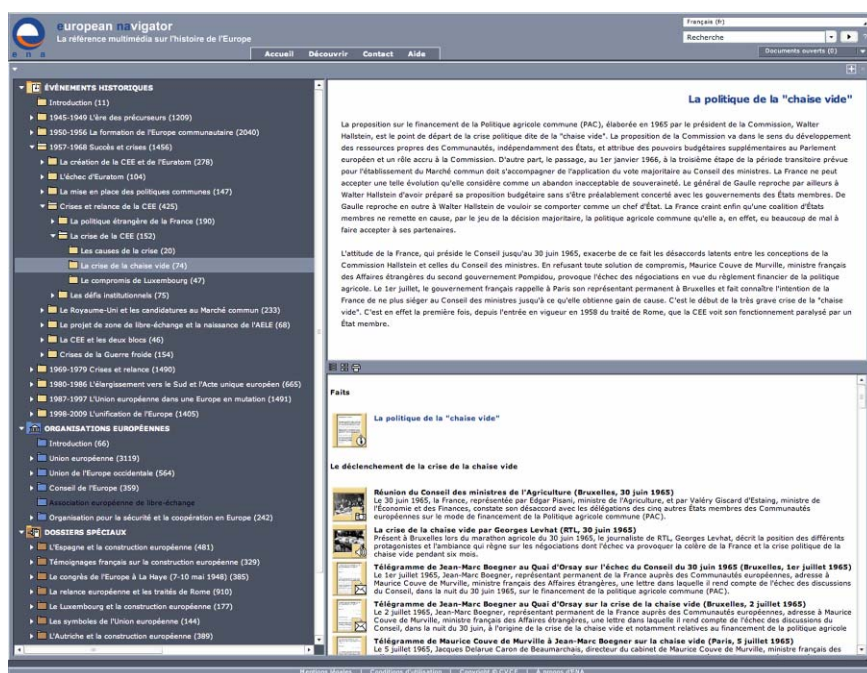 european navigator
La référence multimédia sur l'histoire de l'Europe
e n a
Français (fr)
Recherche
Documents ouverts (0)
Accueil Découvrir Contact Aide
ÉVÉNEMENTS HISTORIQUES
Introduction (11)
1945-1949 L'ère des précurseurs (1209)
1950-1956 La formation de l'Europe communautaire (2040)
1957-1968 Succès et crises (1456)
La création de la CEE et de l'Euratom (278)
L'échec d'Euratom (104)
La mise en place des politiques communes (147)
Crises et relance de la CEE (425)
La politique étrangère de la France (190)
La crise de la CEE (152)
Les causes de la crise (20)
La crise de la chaise vide (74)
Le compromis de Luxembourg (47)
Les défis institutionnels (75)
Le Royaume-Uni et les candidatures au Marché commun (233)
Le projet de zone de libre-échange et la naissance de l'AELE (68)
La CEE et les deux blocs (46)
Crises de la Guerre froide (154)
1969-1979 Crises et relance (1490)
1980-1986 L'élargissement vers le Sud et l'Acte unique européen (665)
1987-1997 L'Union européenne dans une Europe en mutation (1491)
1998-2009 L'unification de l'Europe (1405)
ORGANISATIONS EUROPÉENNES
Introduction (66)
Union européenne (3119)
Union de l'Europe occidentale (564)
Conseil de l'Europe (359)
Association européenne de libre-échange
Organisation pour la sécurité et la coopération en Europe (242)
DOSSIERS SPÉCIAUX
L'Espagne et la construction européenne (481)
Témoignages français sur la construction européenne (329)
Le congrès de l'Europe à La Haye (7-10 mai 1948) (385)
La relance européenne et les traités de Rome (910)
Le Luxembourg et la construction européenne (177)
Les symboles de l'Union européenne (144)
L'Autriche et la construction européenne (389)
La politique de la "chaise vide"
La proposition sur le financement de la Politique agricole commune (PAC), élaborée en 1965 par le président de la Commission, Walter
Hallstein, est le point de départ de la crise politique dite de la "chaise vide". La proposition de la Commission va dans le sens du développement
des ressources propres des Communautés, indépendamment des États, et attribue des pouvoirs budgétaires supplémentaires au Parlement
européen et un rôle accru à la Commission. D'autre part, le passage, au 1er janvier 1966, à la troisième étape de la période transitoire prévue
pour l'établissement du Marché commun doit s'accompagner de l'application du vote majoritaire au Conseil des ministres. La France ne peut
accepter une telle évolution qu'elle considère comme un abandon inacceptable de souveraineté. Le général de Gaulle reproche par ailleurs à
Walter Hallstein d'avoir préparé sa proposition budgétaire sans s'être préalablement concerté avec les gouvernements des États membres. De
Gaulle reproche en outre à Walter Hallstein de vouloir se comporter comme un chef d'État. La France craint enfin qu'une coalition d'États
membres ne remette en cause, par le jeu de la décision majoritaire, la politique agricole commune qu'elle a, en effet, eu beaucoup de mal à
faire accepter à ses partenaires.
L'attitude de la France, qui préside le Conseil jusqu'au 30 juin 1965, exacerbe de ce fait les désaccords latents entre les conceptions de la
Commission Hallstein et celles du Conseil des ministres. En refusant toute solution de compromis, Maurice Couve de Murville, ministre français
des Affaires étrangères du second gouvernement Pompidou, provoque l'échec des négociations en vue du règlement financier de la politique
agricole. Le 1er juillet, le gouvernement français rappelle à Paris son représentant permanent à Bruxelles et fait connaître l'intention de la
France de ne plus siéger au Conseil des ministres jusqu'à ce qu'elle obtienne gain de cause. C'est le début de la très grave crise de la "chaise
vide". C'est en effet la première fois, depuis l'entrée en vigueur en 1958 du traité de Rome, que la CEE voit son fonctionnement paralysé par un
État membre.
Faits
La politique de la "chaise vide"
Le déclenchement de la crise de la chaise vide
Réunion du Conseil des ministres de l'Agriculture (Bruxelles, 30 juin 1965)
Le 30 juin 1965, la France, représentée par Edgar Pisani, ministre de l'Agriculture, et par Valéry Giscard d'Estaing, ministre de
l'Économie et des Finances, constate son désaccord avec les délégations des cinq autres États membres des Communautés
européennes sur le mode de financement de la Politique agricole commune (PAC).
La crise de la chaise vide par Georges Levhat (RTL, 30 juin 1965)
Présent à Bruxelles lors du marathon agricole du 30 juin 1965, le journaliste de RTL, Georges Levhat, décrit la position des différents
protagonistes et l'ambiance qui règne sur les négociations dont l'échec va provoquer la colère de la France et la crise politique de la
chaise vide pendant six mois.
Télégramme de Jean-Marc Boegner au Quai d'Orsay sur l'échec du Conseil du 30 juin 1965 (Bruxelles, 1er juillet 1965)
Le 1er juillet 1965, Jean-Marc Boegner, représentant permanent de la France auprès des Communautés européennes, adresse à
Maurice Couve de Murville, ministre français des Affaires étrangères, une lettre dans laquelle il rend compte de l'échec des discussions
du Conseil, dans la nuit du 30 juin 1965, sur le financement de la politique agricole commune (PAC).
Télégramme de Jean-Marc Boegner au Quai d'Orsay sur la crise de la chaise vide (Bruxelles, 2 juillet 1965)
Le 2 juillet 1965, Jean-Marc Boegner, représentant permanent de la France auprès des Communautés européennes, adresse à Maurice
Couve de Murville, ministre français des Affaires étrangères, une lettre dans laquelle il rend compte de l'échec des discussions du
Conseil, dans la nuit du 30 juin, à l'origine de la crise de la chaise vide et notamment relatives au financement de la politique agricole
Télégramme de Maurice Couve de Murville à Jean-Marc Boegner sur la chaise vide (Paris, 5 juillet 1965)
Le 5 juillet 1965, Jacques Delarue Caron de Beaumarchais, directeur du cabinet de Maurice Couve de Murville, ministre français des
Mentions légales | Conditions d'utilisation | Copyright © CVCE | A propos d'ENA